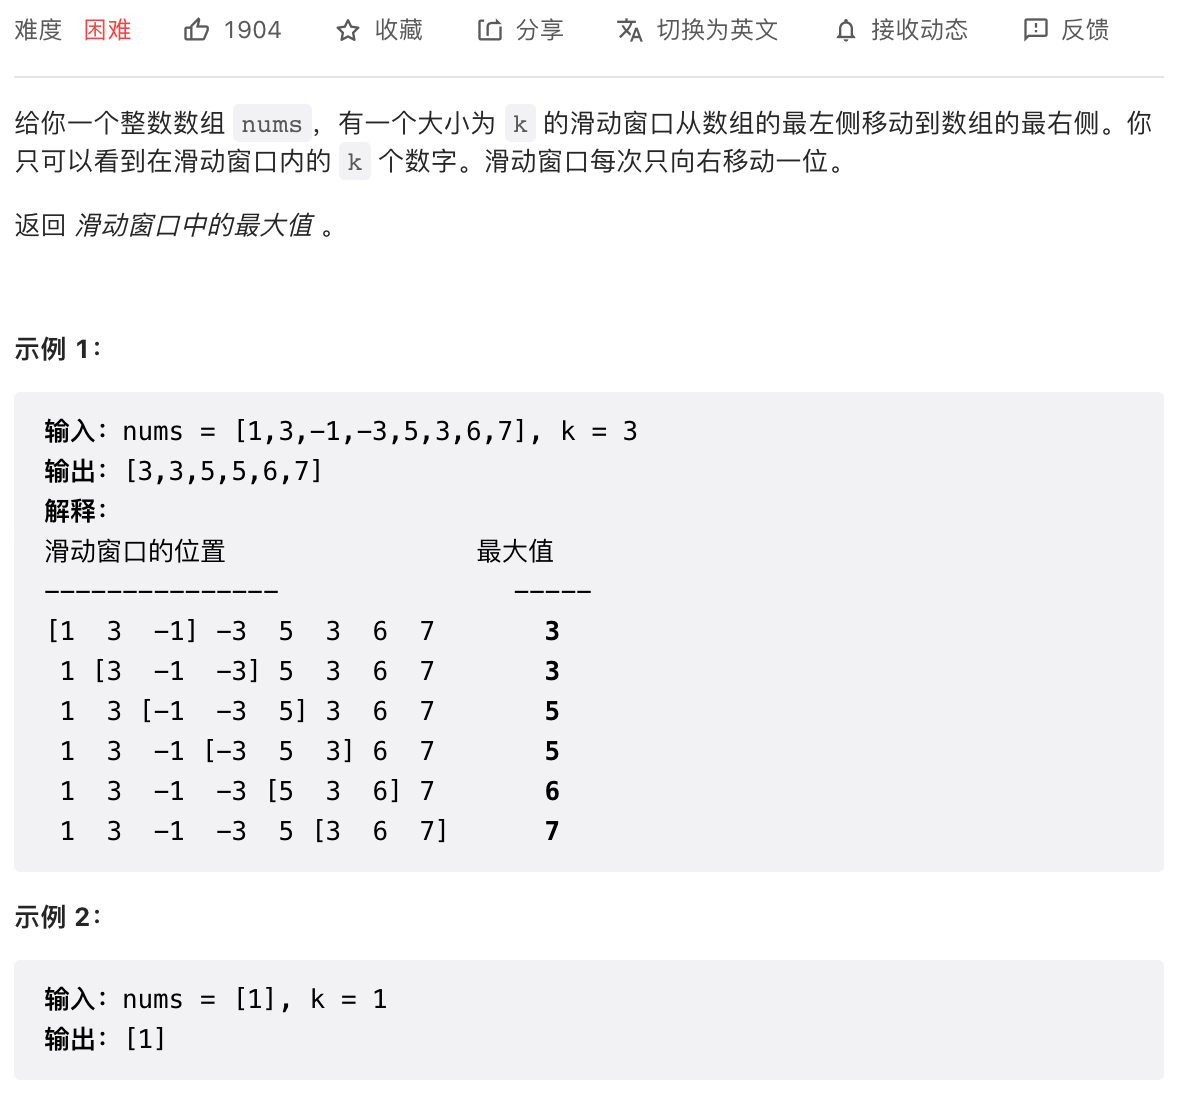 难度 困难 1904 收藏 分享 切换为英文 接收动态 反馈
给你一个整数数组 nums，有一个大小为 k 的滑动窗口从数组的最左侧移动到数组的最右侧。你
只可以看到在滑动窗口内的 k 个数字。滑动窗口每次只向右移动一位。
返回 滑动窗口中的最大值 。
示例 1：
输入：nums = [1,3,-1,-3,5,3,6,7], k = 3
输出：[3,3,5,5,6,7]
解释：
滑动窗口的位置                最大值
---------------               -----
[1  3  -1] -3  5  3  6  7       3
 1 [3  -1  -3] 5  3  6  7       3
 1  3 [-1  -3  5] 3  6  7       5
 1  3  -1 [-3  5  3] 6  7       5
 1  3  -1  -3 [5  3  6] 7       6
 1  3  -1  -3  5 [3  6  7]      7
示例 2：
输入：nums = [1], k = 1
输出：[1]